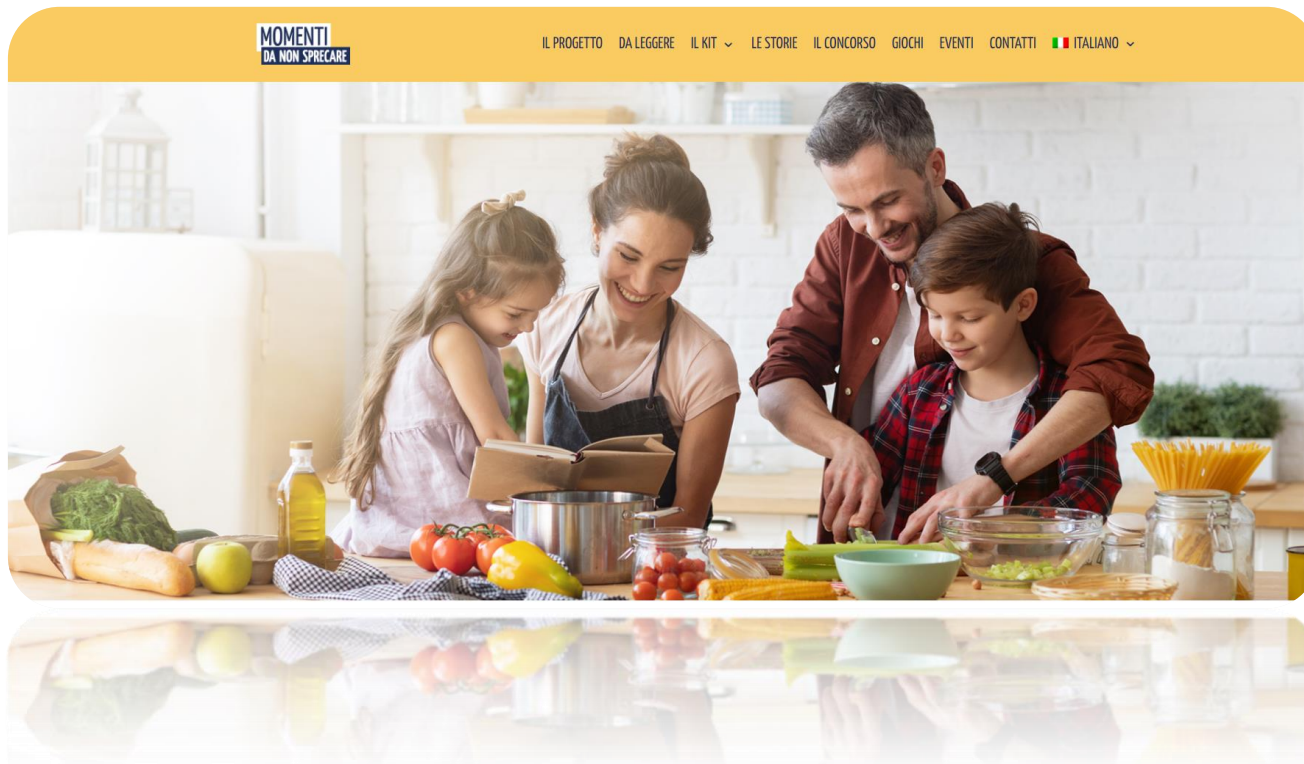 MOMENTI
DA NON SPRECARE
IL PROGETTO DA LEGGERE IL KIT LE STORIE IL CONCORSO GIOCHI EVENTI CONTATTI ITALIANO